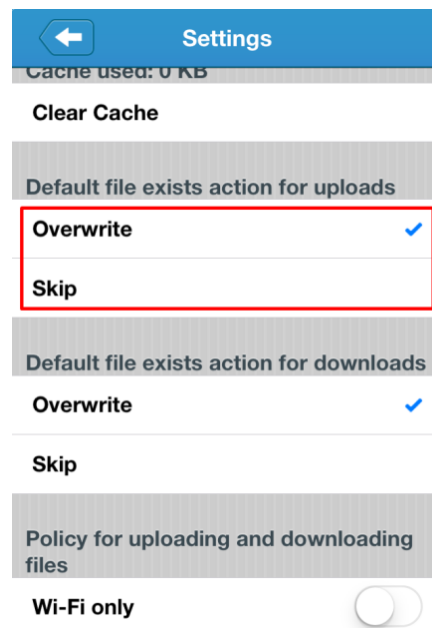 Settings
Cache used: 0 KB
Clear Cache
Default file exists action for uploads
Overwrite
Skip
Default file exists action for downloads
Overwrite
Skip
Policy for uploading and downloading
files
Wi-Fi only